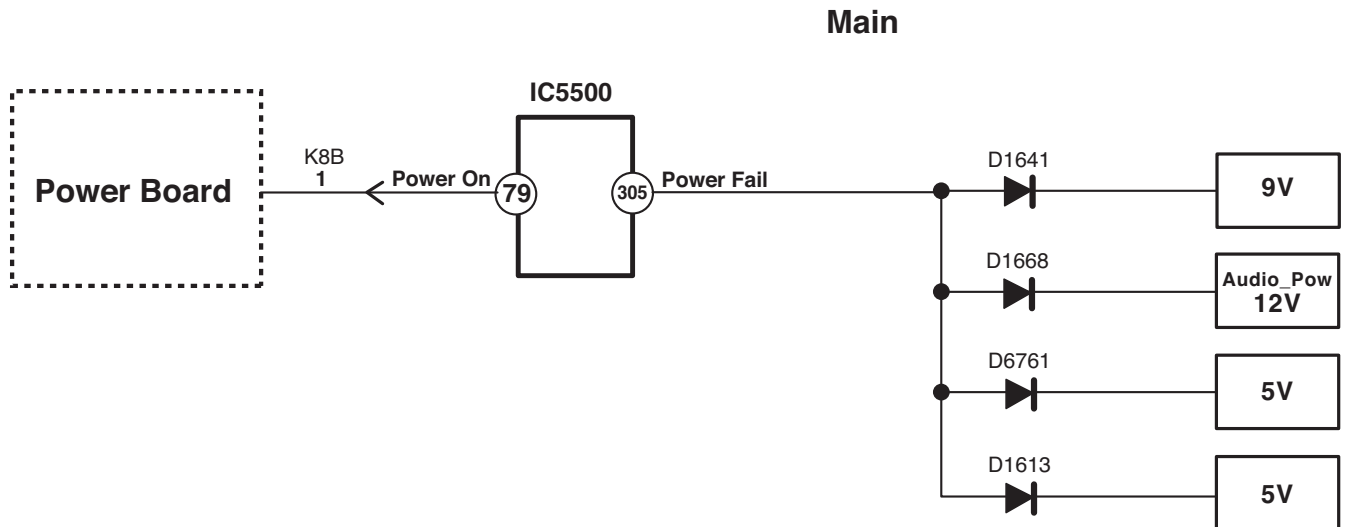 Main
IC5500
Power Board
K8B
1
Power On
79
305
Power Fail
D1641
9V
D1668
Audio_Pow
12V
D6761
5V
D1613
5V